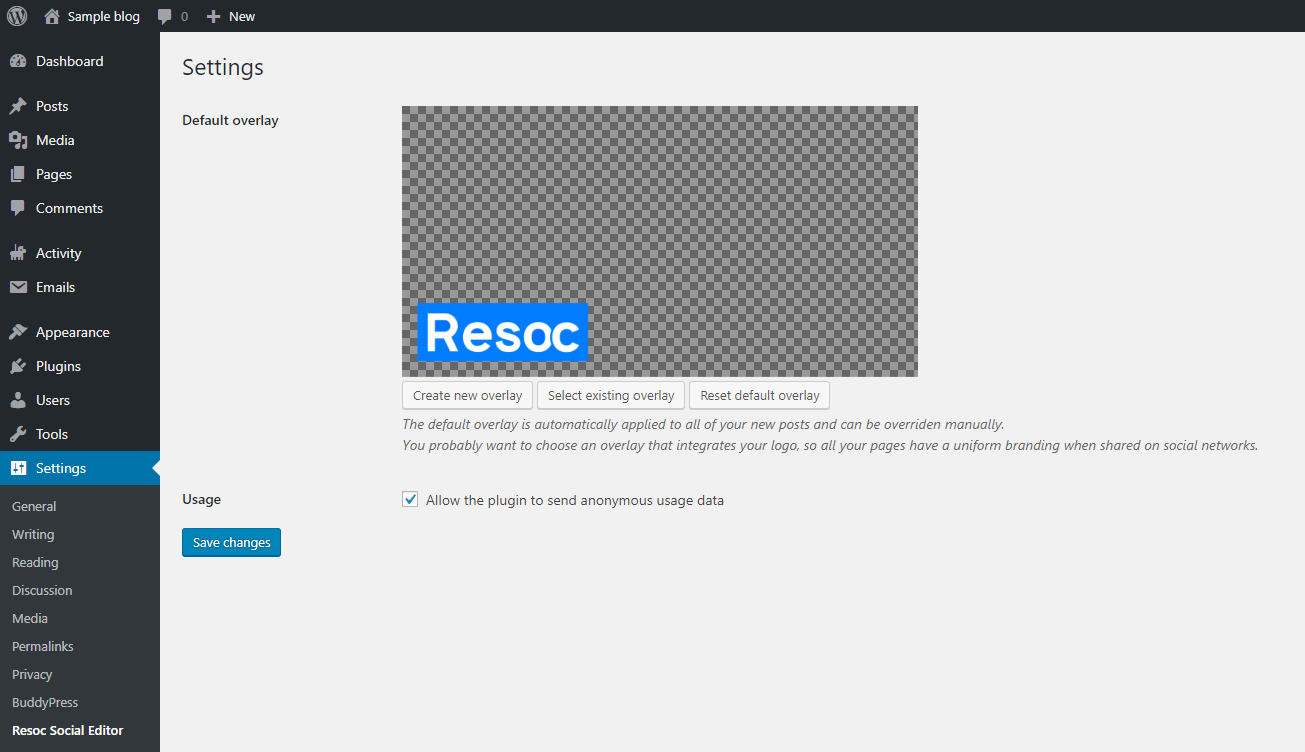 Sample blog 0 New
Dashboard
Posts
Media
Pages
Comments
Activity
Emails
Appearance
Plugins
Users
Tools
Settings
General
Writing
Reading
Discussion
Media
Permalinks
Privacy
BuddyPress
Resoc Social Editor
Settings
Default overlay
Resoc
Create new overlay Select existing overlay Reset default overlay
The default overlay is automatically applied to all of your new posts and can be overriden manually.
You probably want to choose an overlay that integrates your logo, so all your pages have a uniform branding when shared on social networks.
Usage
Allow the plugin to send anonymous usage data
Save changes